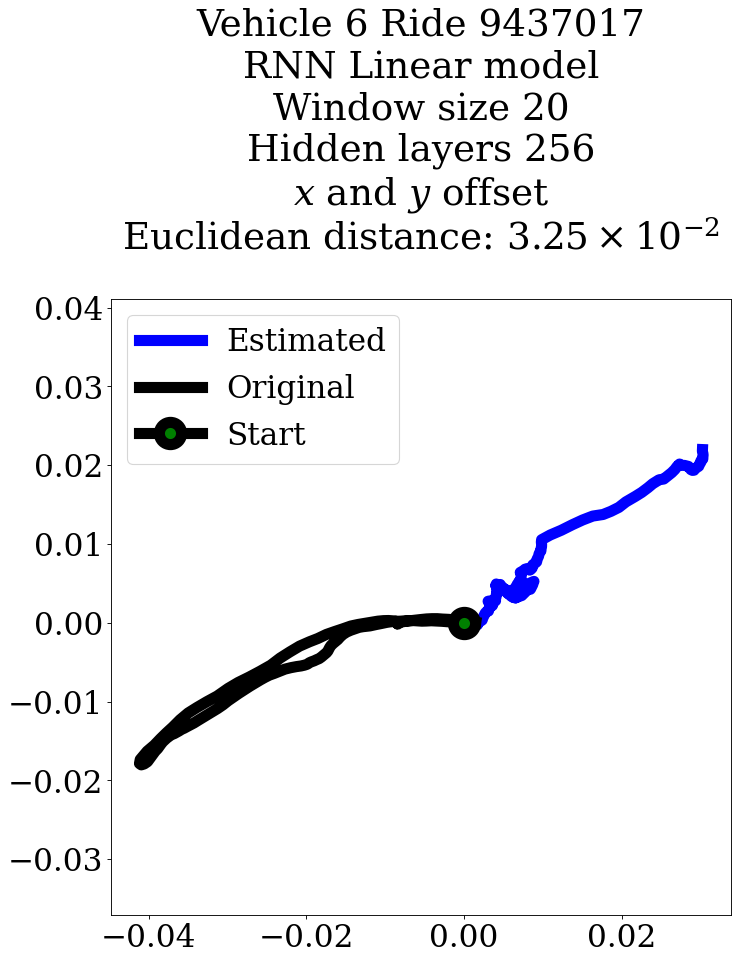 Vehicle 6 Ride 9437017
RNN Linear model
Window size 20
Hidden layers 256
x and y offset
Euclidean distance: 3.25 × 10⁻²
0.04
0.03
0.02
0.01
0.00
−0.01
−0.02
−0.03
Estimated
Original
Start
−0.04 −0.02 0.00 0.02